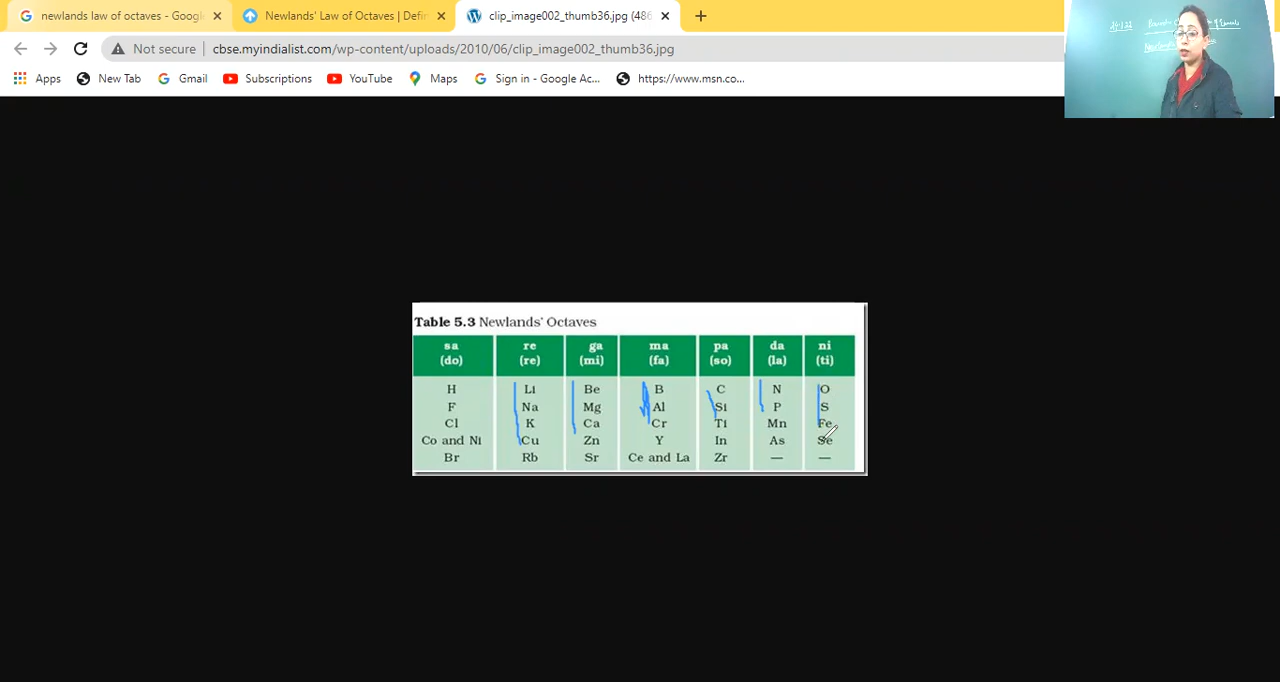 newlands law of octaves - Googl
Newlands' Law of Octaves | Defin
clip_image002_thumb36.jpg (486
Not secure
cbse.myindialist.com/wp-content/uploads/2010/06/clip_image002_thumb36.jpg
Apps
New Tab
Gmail
Subscriptions
YouTube
Maps
Sign in - Google Ac...
https://www.msn.co...
of Elements
Table 5.3 Newlands' Octaves
sa re ga ma pa da ni
(do) (re) (mi) (fa) (so) (la) (ti)
H Li Be B C N O
F Na Mg Al Si P S
Cl K Ca Cr Ti Mn Fe
Co and Ni Cu Zn Y In As Se
Br Rb Sr Ce and La Zr — —